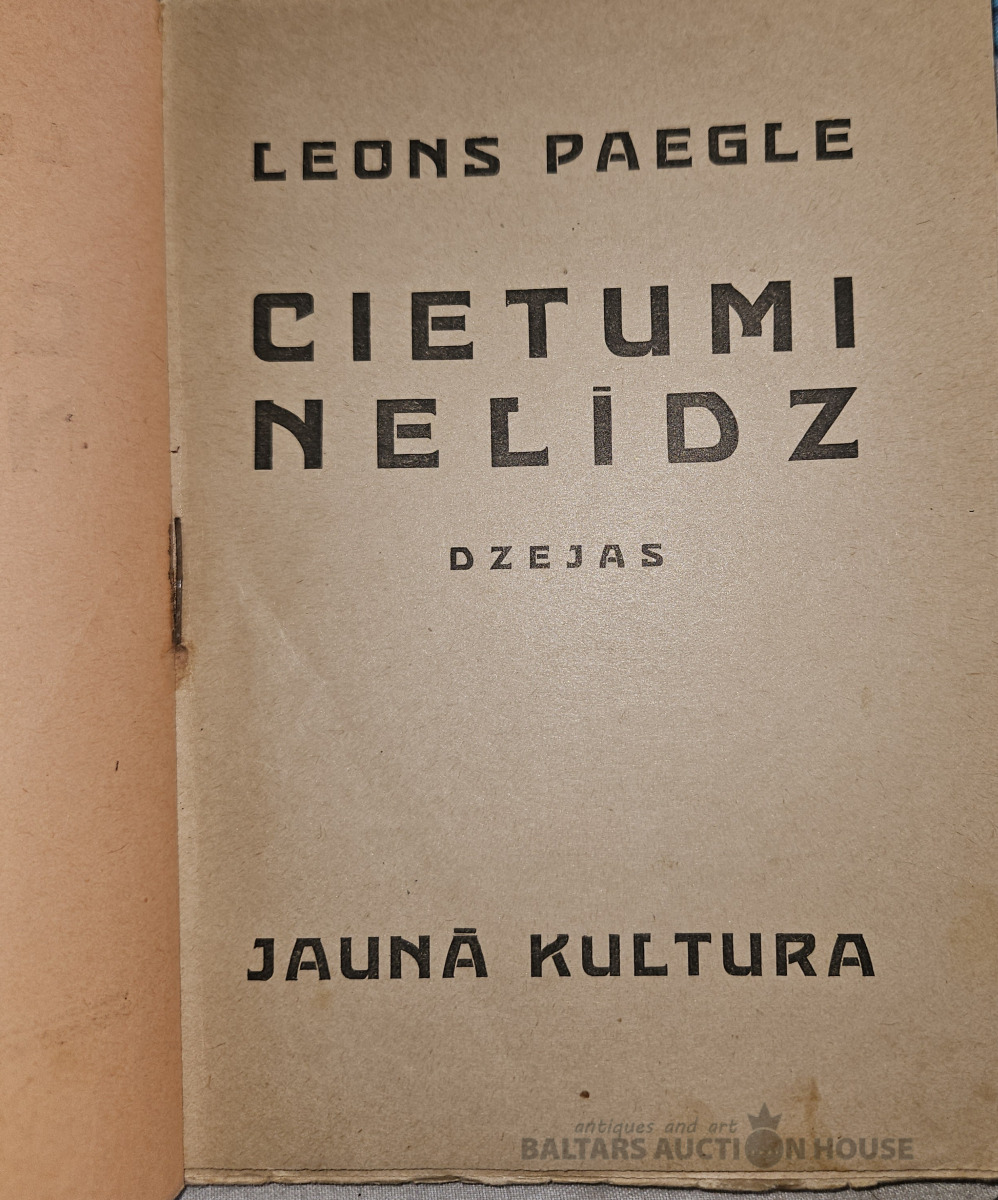 LEONS PAEGLE
CIETUMI
NELĪDZ
DZEJAS
JAUNĀ KULTURA
antiques and art
BALTARS AUCTION HOUSE